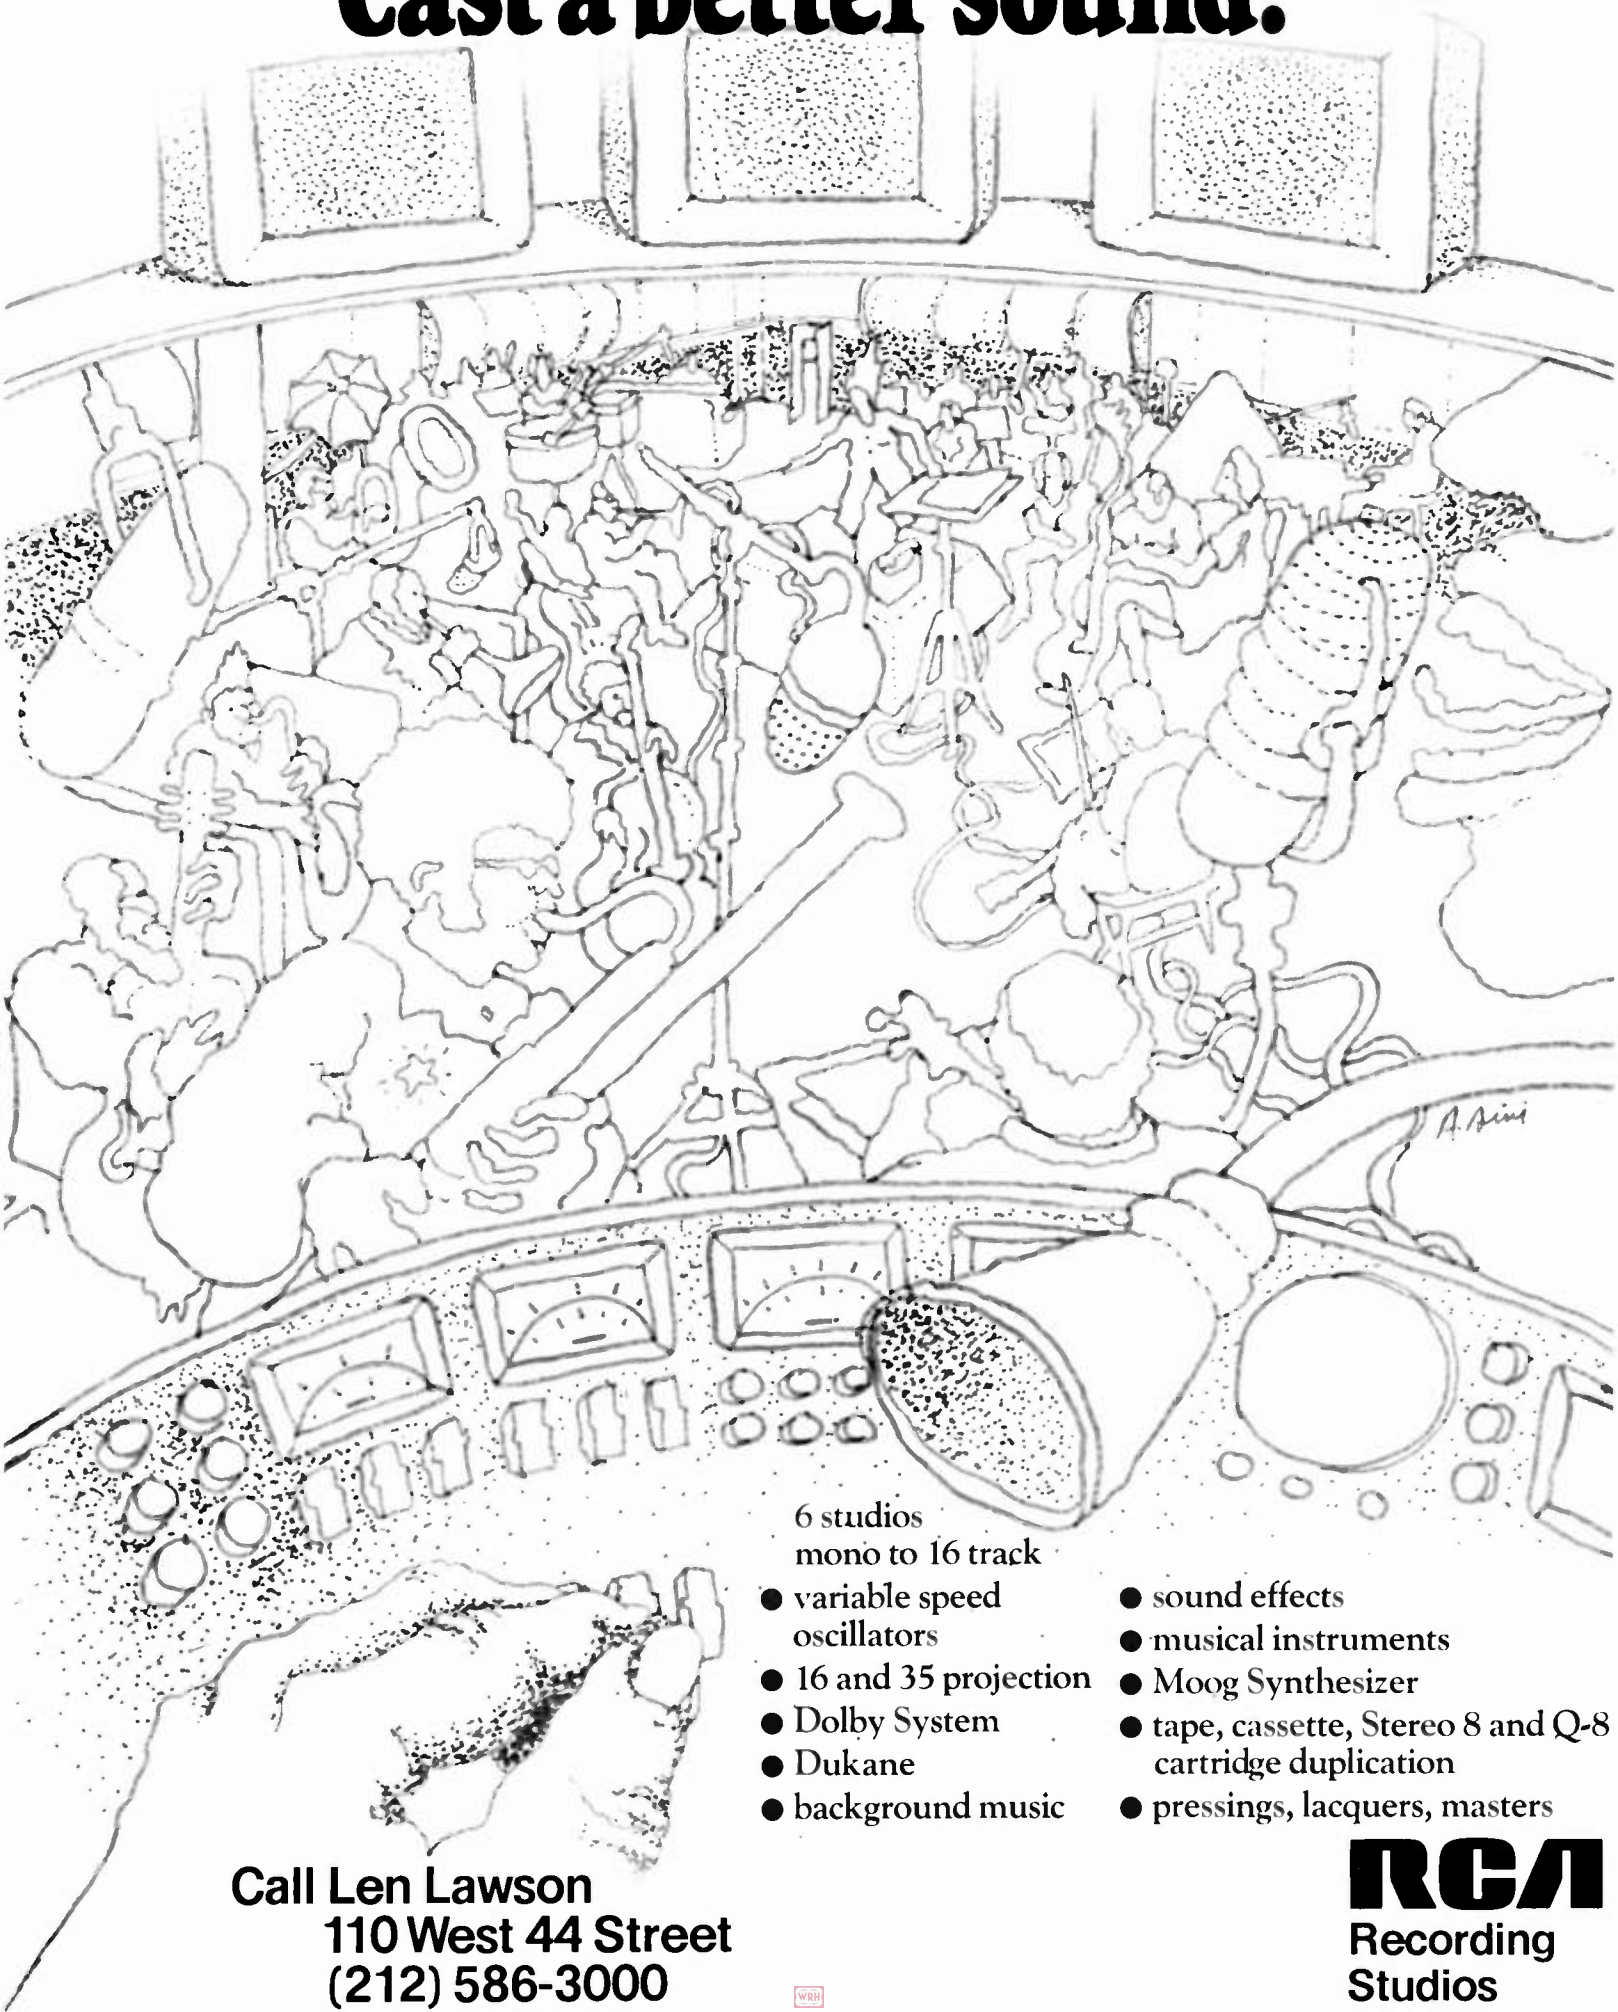 Cast a better sound.
6 studios
mono to 16 track
● variable speed
oscillators
● 16 and 35 projection
● Dolby System
● Dukane
● background music
● sound effects
● musical instruments
● Moog Synthesizer
● tape, cassette, Stereo 8 and Q-8
cartridge duplication
● pressings, lacquers, masters
Call Len Lawson
110 West 44 Street
(212) 586-3000
RCA
Recording
Studios
WRH